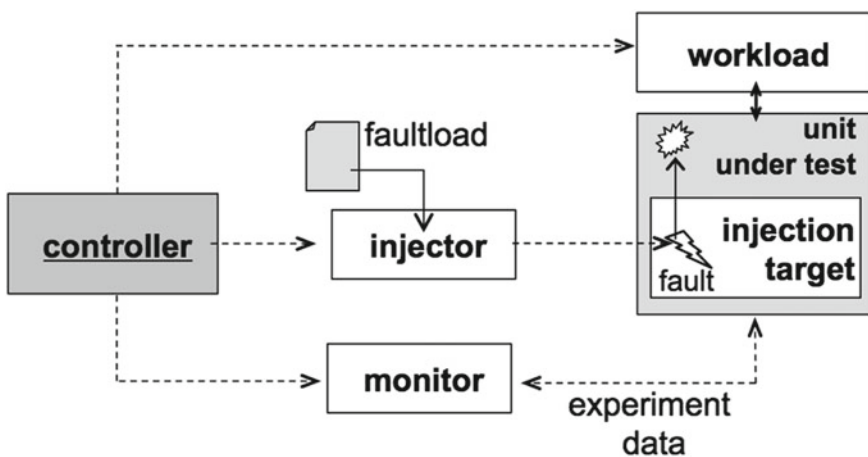 workload
faultload
unit
under test
controller
injector
injection
target
fault
monitor
experiment
data